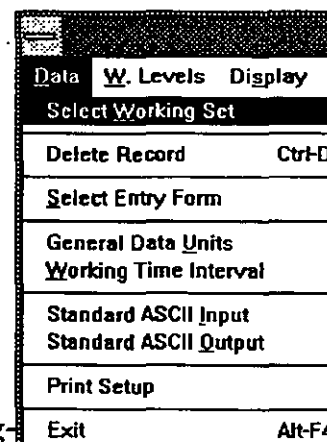 Data W. Levels Display
Select Working Set
Delete Record Ctrl-D
Select Entry Form
General Data Units
Working Time Interval
Standard ASCII Input
Standard ASCII Output
Print Setup
Exit Alt-F4